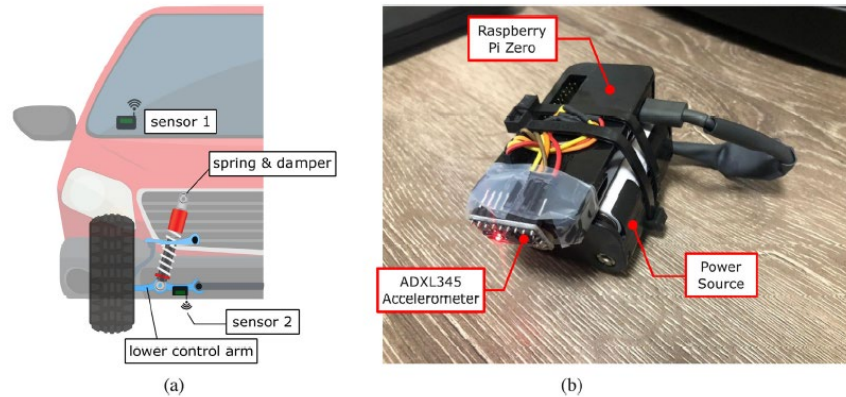 sensor 1
spring & damper
sensor 2
lower control arm
(a)
Raspberry
Pi Zero
ADXL345
Accelerometer
Power
Source
(b)